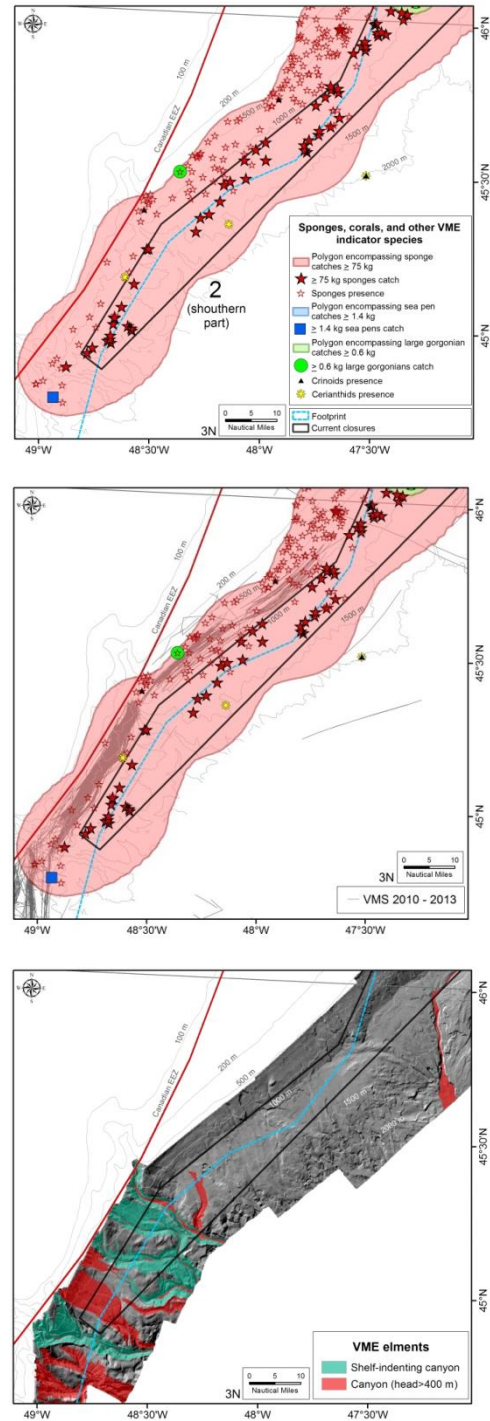 46°N
100 m
Canadian EEZ
200 m
500 m
1000 m
1500 m
2000 m
45°30'N
Sponges, corals, and other VME
indicator species
Polygon encompassing sponge
catches ≥ 75 kg
≥ 75 kg sponges catch
Sponges presence
Polygon encompassing sea pen
catches ≥ 1.4 kg
≥ 1.4 kg sea pens catch
Polygon encompassing large gorgonian
catches ≥ 0.6 kg
≥ 0.6 kg large gorgonians catch
Crinoids presence
Cerianthids presence
Footprint
Current closures
2
(shouthern
part)
45°N
0 5 10
Nautical Miles
3N
49°W 48°30'W 48°W 47°30'W
46°N
100 m
Canadian EEZ
200 m
500 m
1000 m
1500 m
45°30'N
45°N
0 5 10
Nautical Miles
3N
VMS 2010 - 2013
49°W 48°30'W 48°W 47°30'W
46°N
100 m
Canadian EEZ
200 m
500 m
1000 m
1500 m
2000 m
45°30'N
45°N
VME elments
Shelf-indenting canyon
Canyon (head>400 m)
0 5 10
Nautical Miles
3N
49°W 48°30'W 48°W 47°30'W